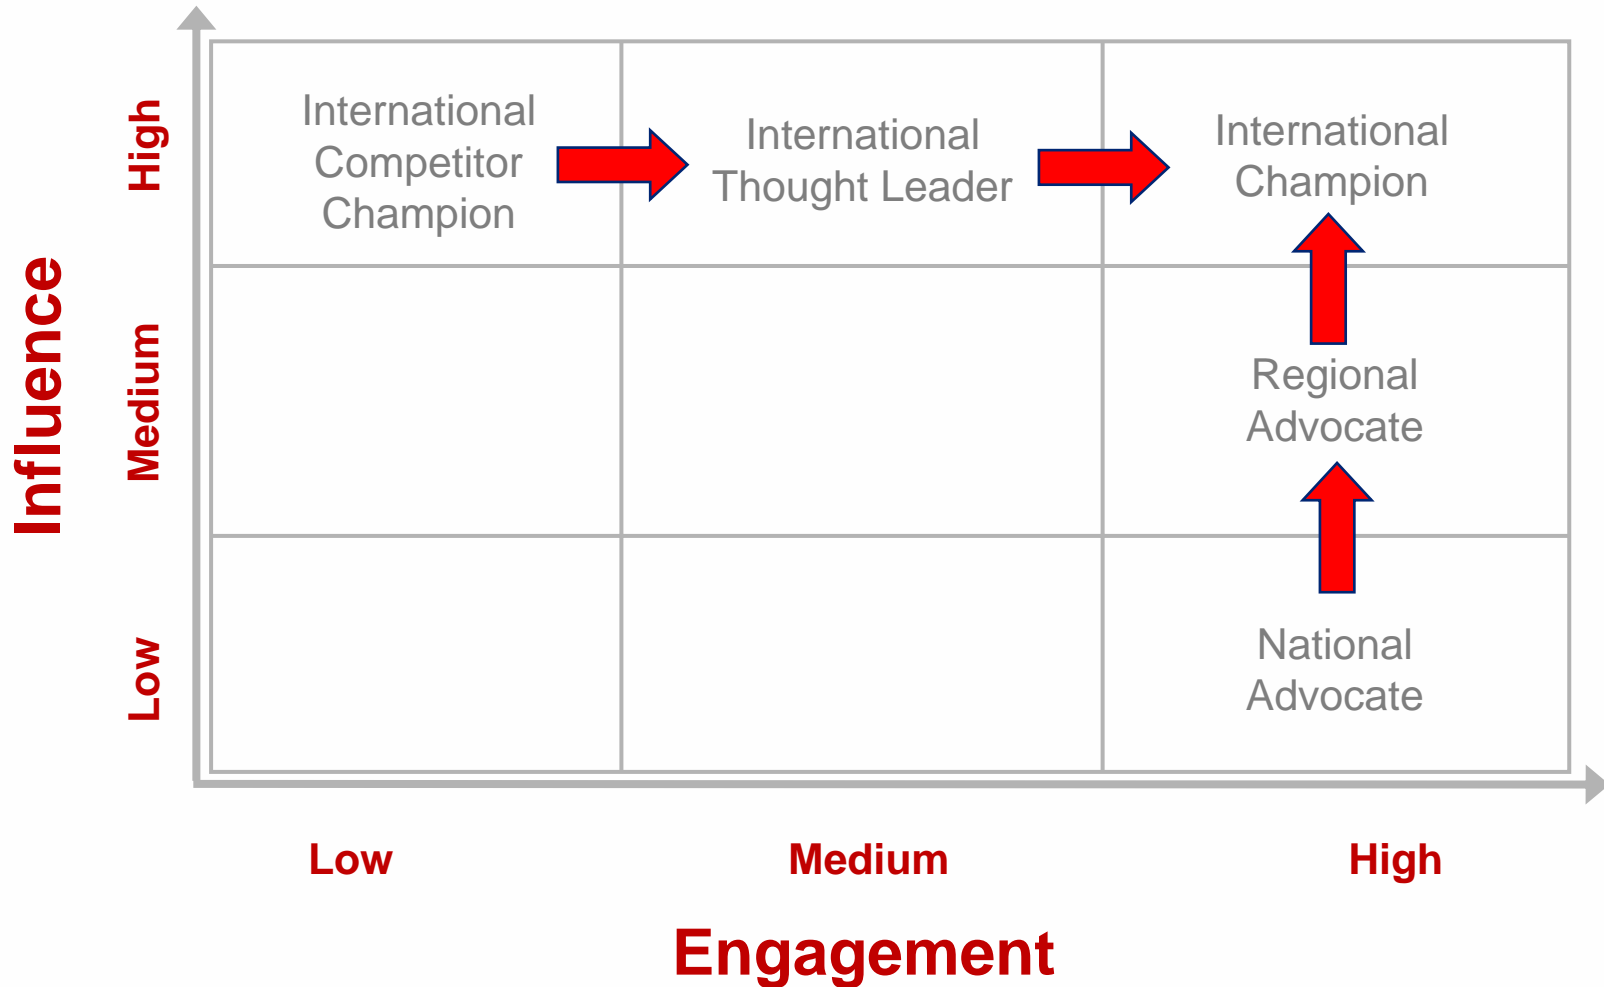 Influence
High
Medium
Low
International
Competitor
Champion
International
Thought Leader
International
Champion
Regional
Advocate
National
Advocate
Low
Medium
High
Engagement